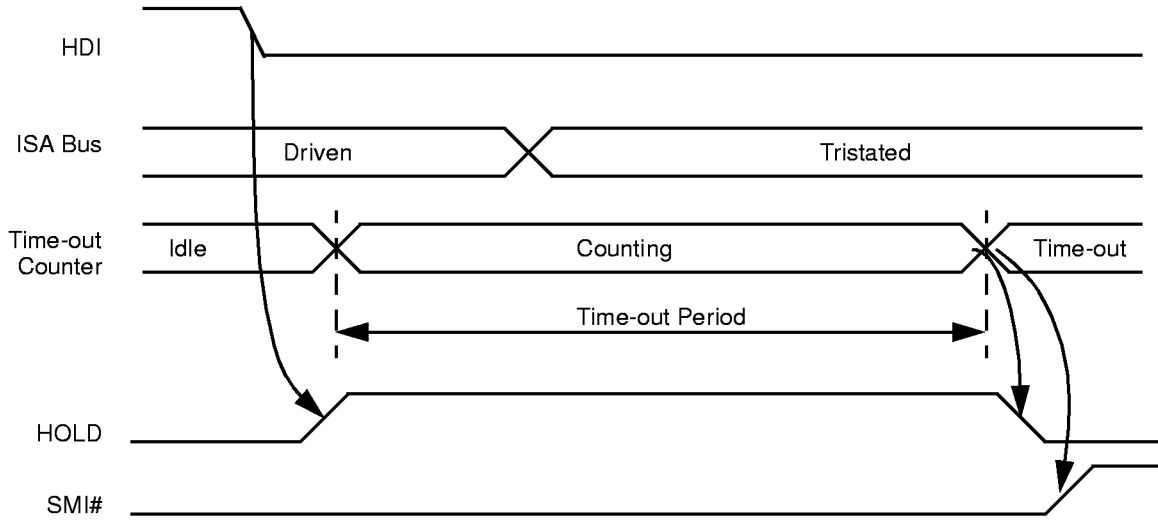 HDI
ISA Bus
Driven
Tristated
Time-out
Counter
Idle
Counting
Time-out
Time-out Period
HOLD
SMI#